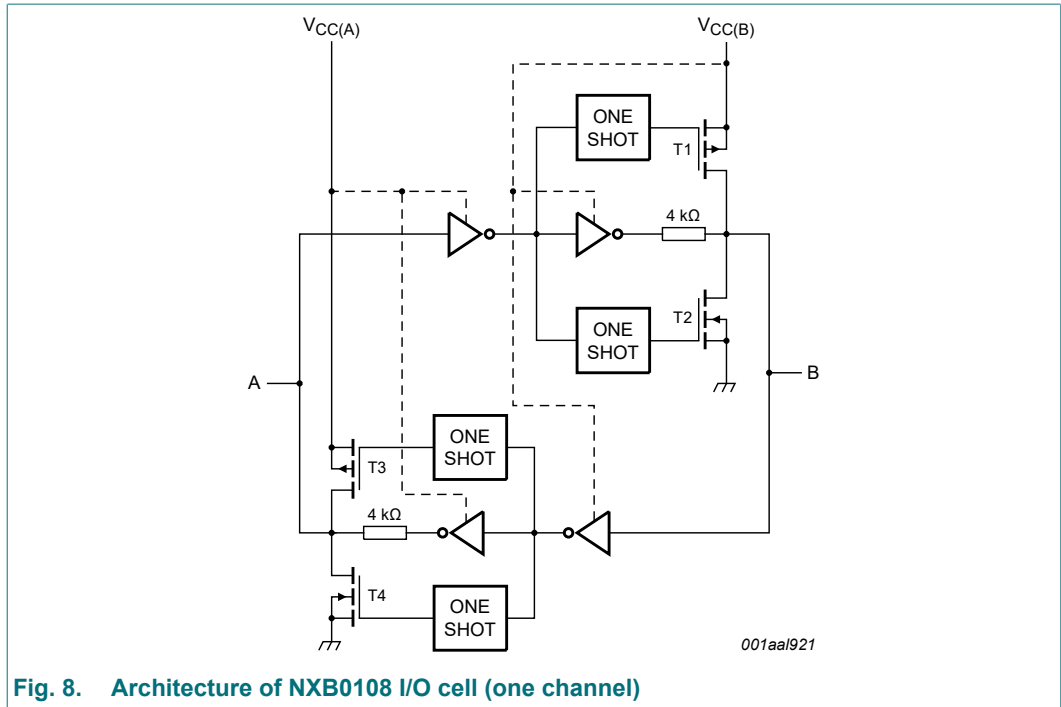 VCC(A)
VCC(B)
ONE
SHOT
T1
4 kΩ
ONE
SHOT
T2
A
B
ONE
SHOT
T3
4 kΩ
ONE
SHOT
T4
001aal921
Fig. 8. Architecture of NXB0108 I/O cell (one channel)